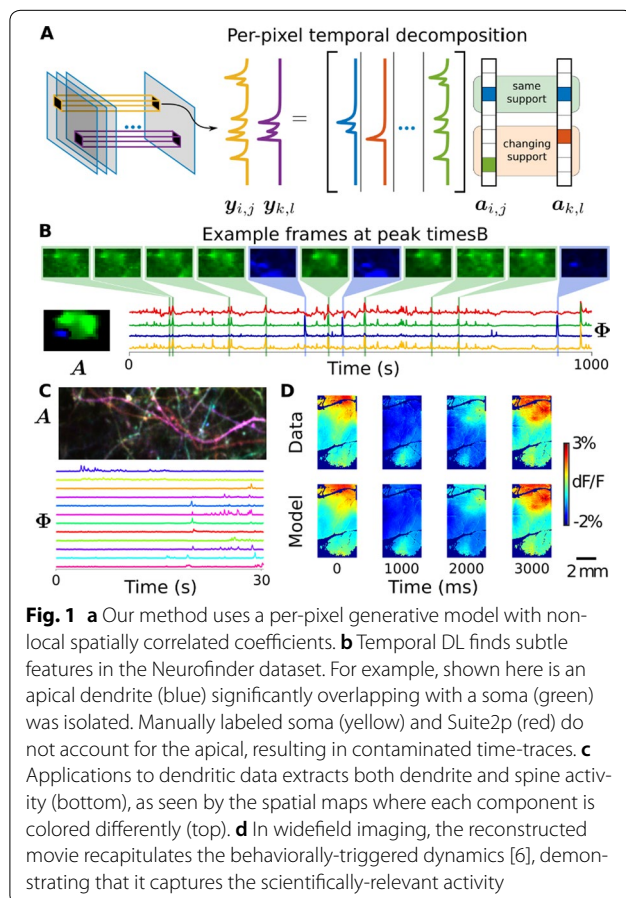 A
Per-pixel temporal decomposition
...
=
...
same support
changing support
y_{i,j} y_{k,l}
a_{i,j} a_{k,l}
B
Example frames at peak timesB
Φ
A
0 Time (s) 1000
C
A
Φ
0 Time (s) 30
D
Data
Model
3%
dF/F
-2%
0 1000 2000 3000
Time (ms)
2 mm
Fig. 1 a Our method uses a per-pixel generative model with non-
local spatially correlated coefficients. b Temporal DL finds subtle
features in the Neurofinder dataset. For example, shown here is an
apical dendrite (blue) significantly overlapping with a soma (green)
was isolated. Manually labeled soma (yellow) and Suite2p (red) do
not account for the apical, resulting in contaminated time-traces. c
Applications to dendritic data extracts both dendrite and spine activ-
ity (bottom), as seen by the spatial maps where each component is
colored differently (top). d In widefield imaging, the reconstructed
movie recapitulates the behaviorally-triggered dynamics [6], demon-
strating that it captures the scientifically-relevant activity